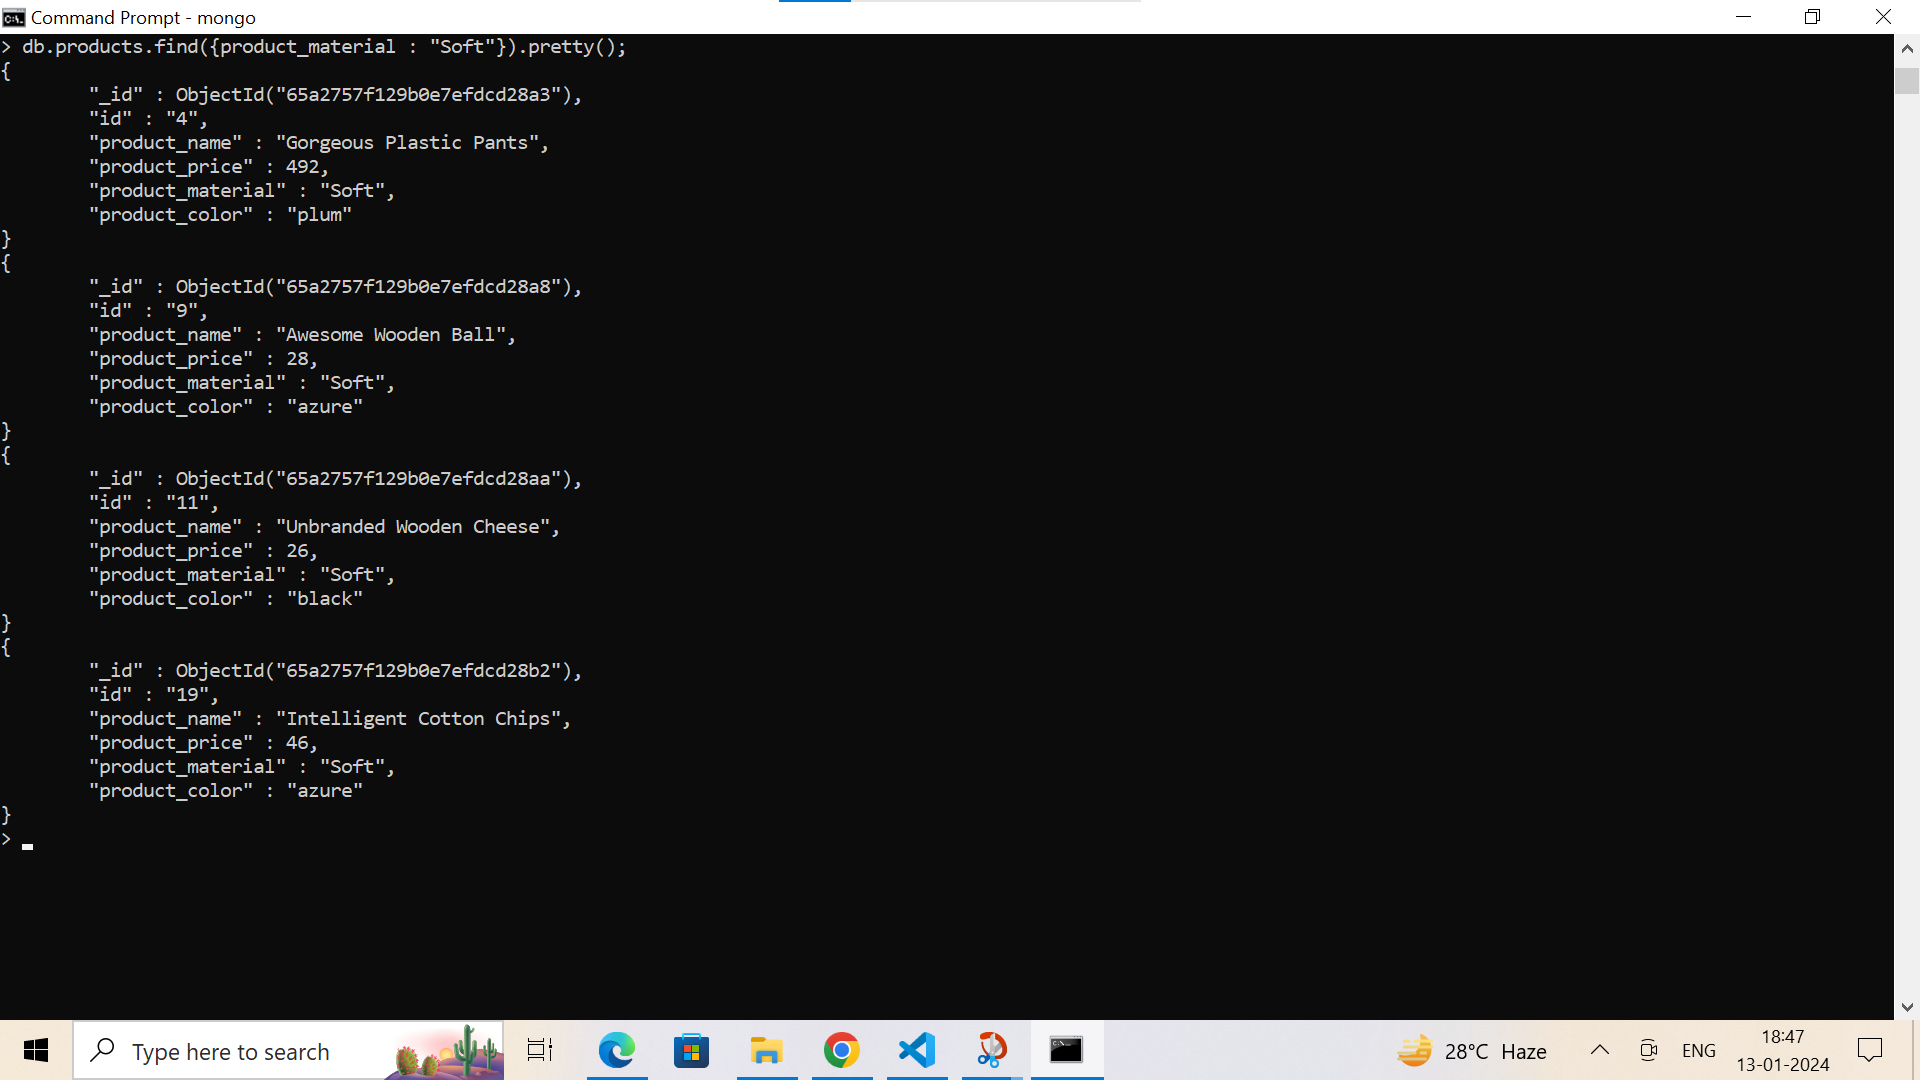 Command Prompt - mongo
> db.products.find({product_material : "Soft"}).pretty();
{
        "_id" : ObjectId("65a2757f129b0e7efdcd28a3"),
        "id" : "4",
        "product_name" : "Gorgeous Plastic Pants",
        "product_price" : 492,
        "product_material" : "Soft",
        "product_color" : "plum"
}
{
        "_id" : ObjectId("65a2757f129b0e7efdcd28a8"),
        "id" : "9",
        "product_name" : "Awesome Wooden Ball",
        "product_price" : 28,
        "product_material" : "Soft",
        "product_color" : "azure"
}
{
        "_id" : ObjectId("65a2757f129b0e7efdcd28aa"),
        "id" : "11",
        "product_name" : "Unbranded Wooden Cheese",
        "product_price" : 26,
        "product_material" : "Soft",
        "product_color" : "black"
}
{
        "_id" : ObjectId("65a2757f129b0e7efdcd28b2"),
        "id" : "19",
        "product_name" : "Intelligent Cotton Chips",
        "product_price" : 46,
        "product_material" : "Soft",
        "product_color" : "azure"
}
>
Type here to search
28°C Haze
ENG
18:47
13-01-2024